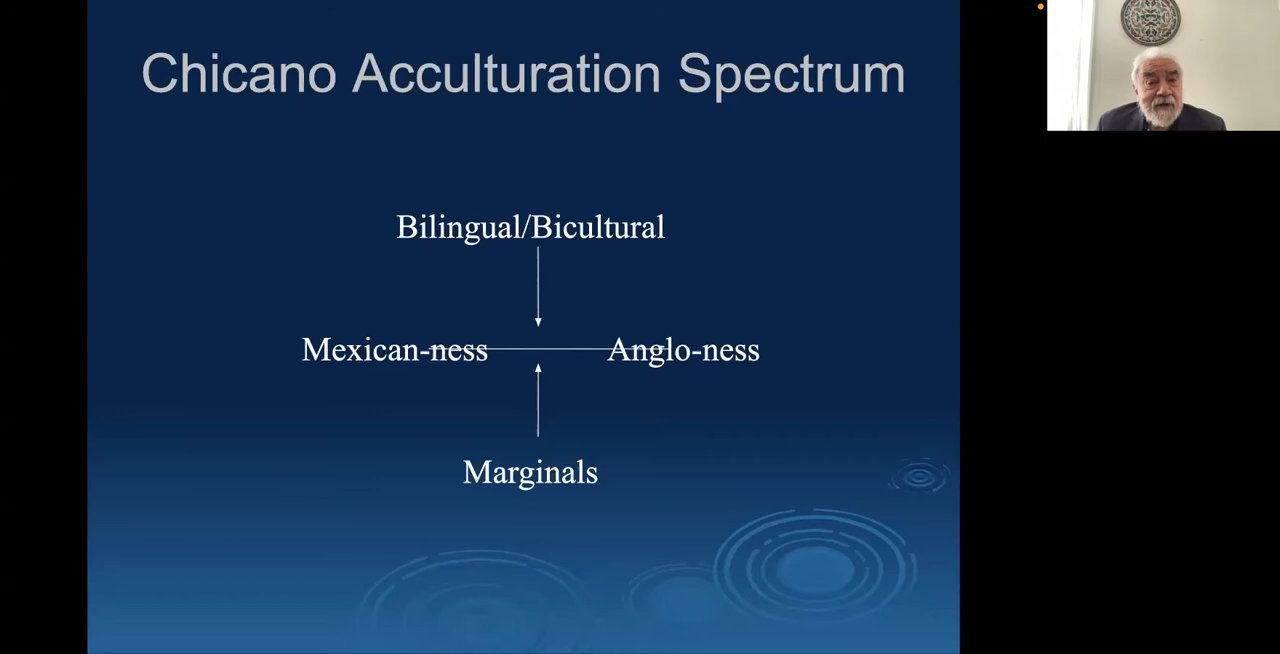 Chicano Acculturation Spectrum
Bilingual/Bicultural
Mexican-ness Anglo-ness
Marginals